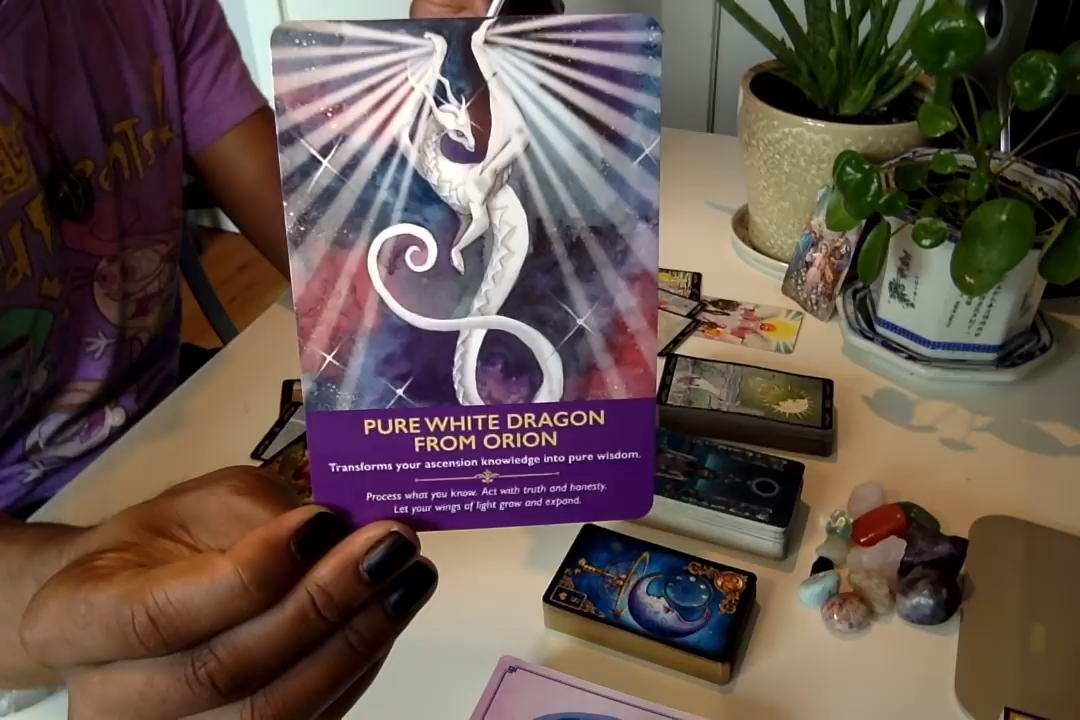 PURE WHITE DRAGON
FROM ORION
Transforms your ascension knowledge into pure wisdom.
Process what you know. Act with truth and honesty.
Let your wings of light grow and expand.